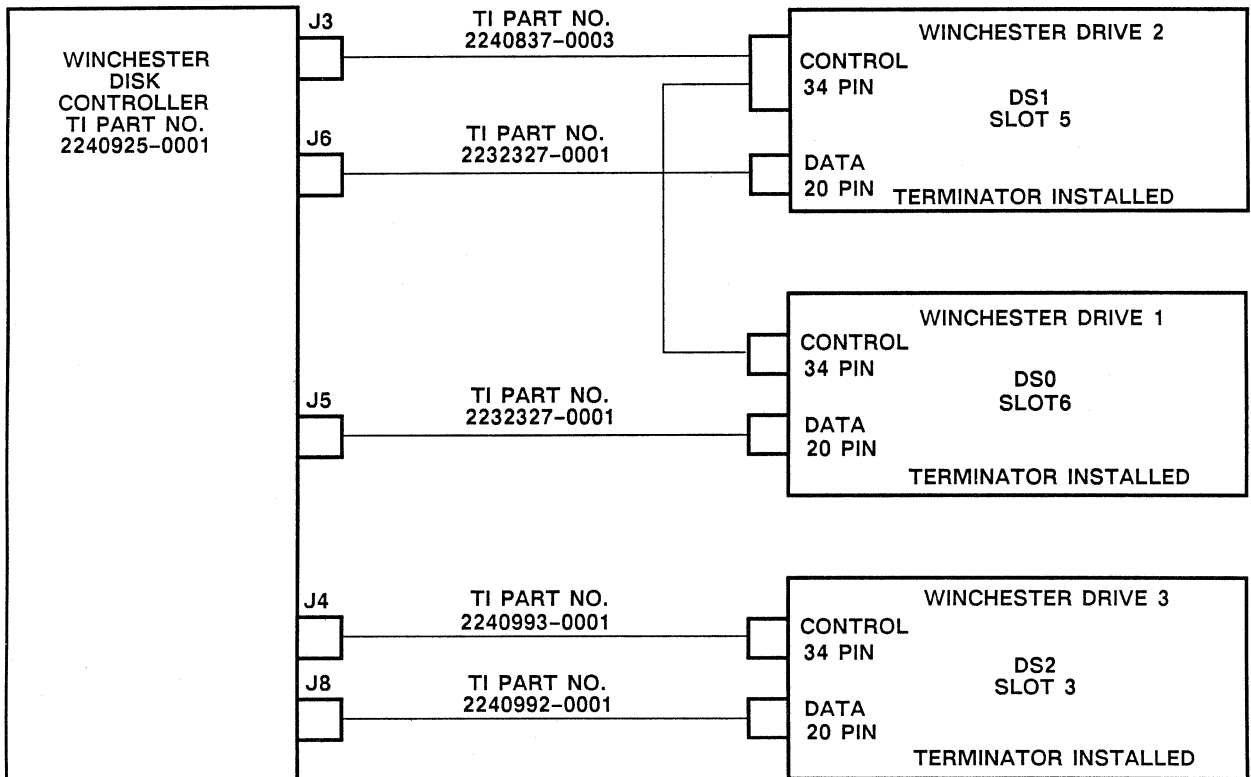 WINCHESTER
DISK
CONTROLLER
TI PART NO.
2240925-0001
J3
TI PART NO.
2240837-0003
WINCHESTER DRIVE 2
CONTROL
34 PIN
DS1
SLOT 5
J6
TI PART NO.
2232327-0001
DATA
20 PIN
TERMINATOR INSTALLED
WINCHESTER DRIVE 1
CONTROL
34 PIN
DS0
SLOT6
J5
TI PART NO.
2232327-0001
DATA
20 PIN
TERMINATOR INSTALLED
WINCHESTER DRIVE 3
J4
TI PART NO.
2240993-0001
CONTROL
34 PIN
DS2
SLOT 3
J8
TI PART NO.
2240992-0001
DATA
20 PIN
TERMINATOR INSTALLED